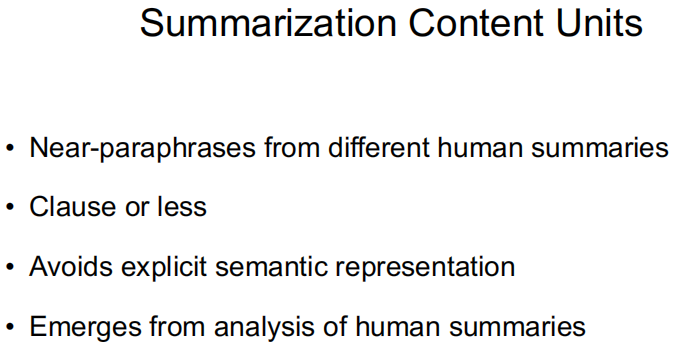 Summarization Content Units
• Near-paraphrases from different human summaries
• Clause or less
• Avoids explicit semantic representation
• Emerges from analysis of human summaries